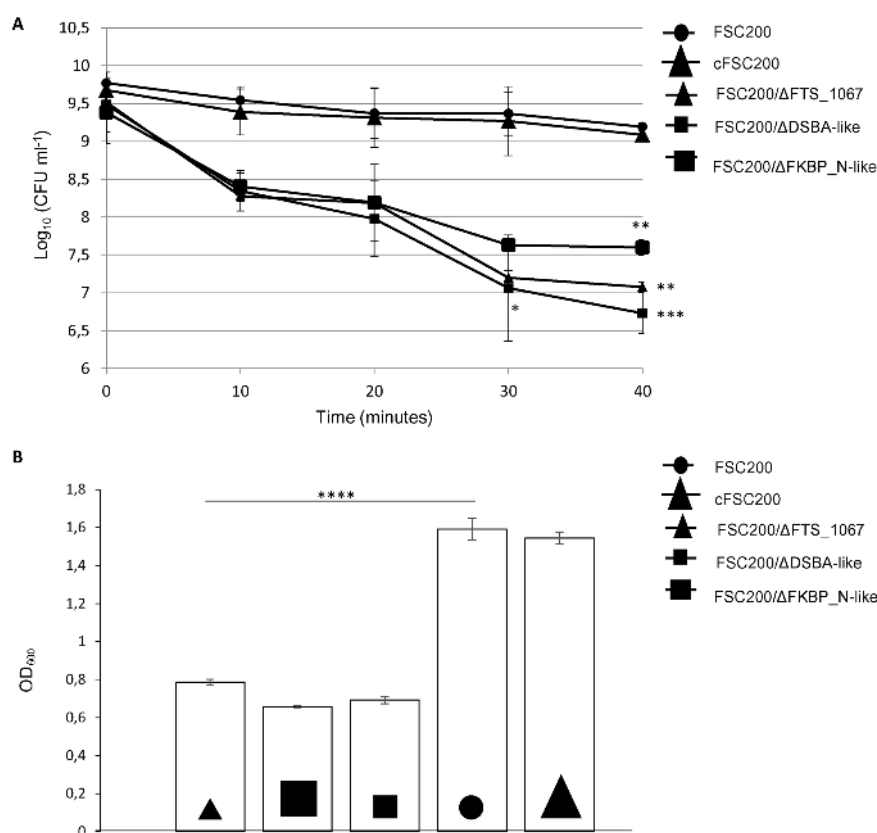 A
10,5
10
9,5
9
8,5
8
7,5
7
6,5
6
Log₁₀ (CFU ml⁻¹)
0 10 20 30 40
Time (minutes)
**
**
***
*
FSC200
cFSC200
FSC200/ΔFTS_1067
FSC200/ΔDSBA-like
FSC200/ΔFKBP_N-like
B
1,8
1,6
1,4
1,2
1
0,8
0,6
0,4
0,2
0
OD₆₀₀
****
FSC200
cFSC200
FSC200/ΔFTS_1067
FSC200/ΔDSBA-like
FSC200/ΔFKBP_N-like